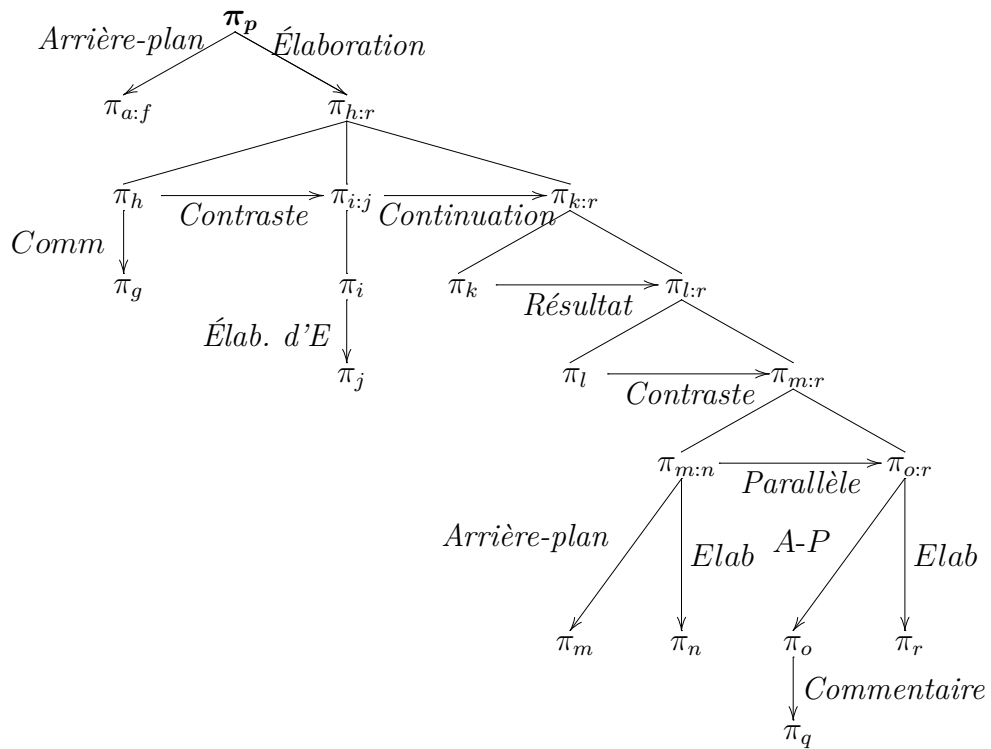 π_p
Arrière-plan Élaboration
π_{a:f} π_{h:r}
π_h π_{i:j} π_{k:r}
Contraste Continuation
Comm
π_g π_i π_k π_{l:r}
Résultat
Élab. d'E
π_j π_l π_{m:r}
Contraste
π_{m:n} π_{o:r}
Parallèle
Arrière-plan Elab A-P Elab
π_m π_n π_o π_r
Commentaire
π_q